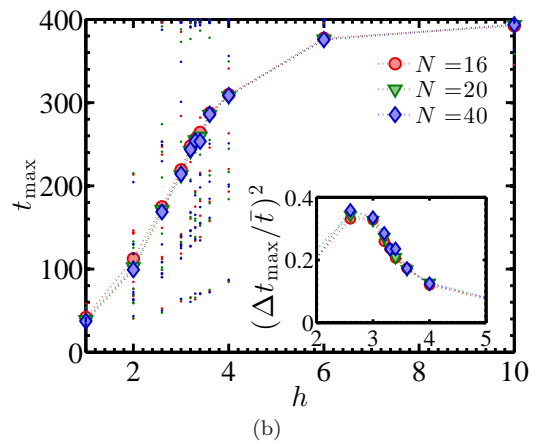 400
300
200
100
0
t_max
N =16
N =20
N =40
0.4
0.2
0
(Δt_max/t̄)²
2 3 4 5
2 4 6 8 10
h
(b)